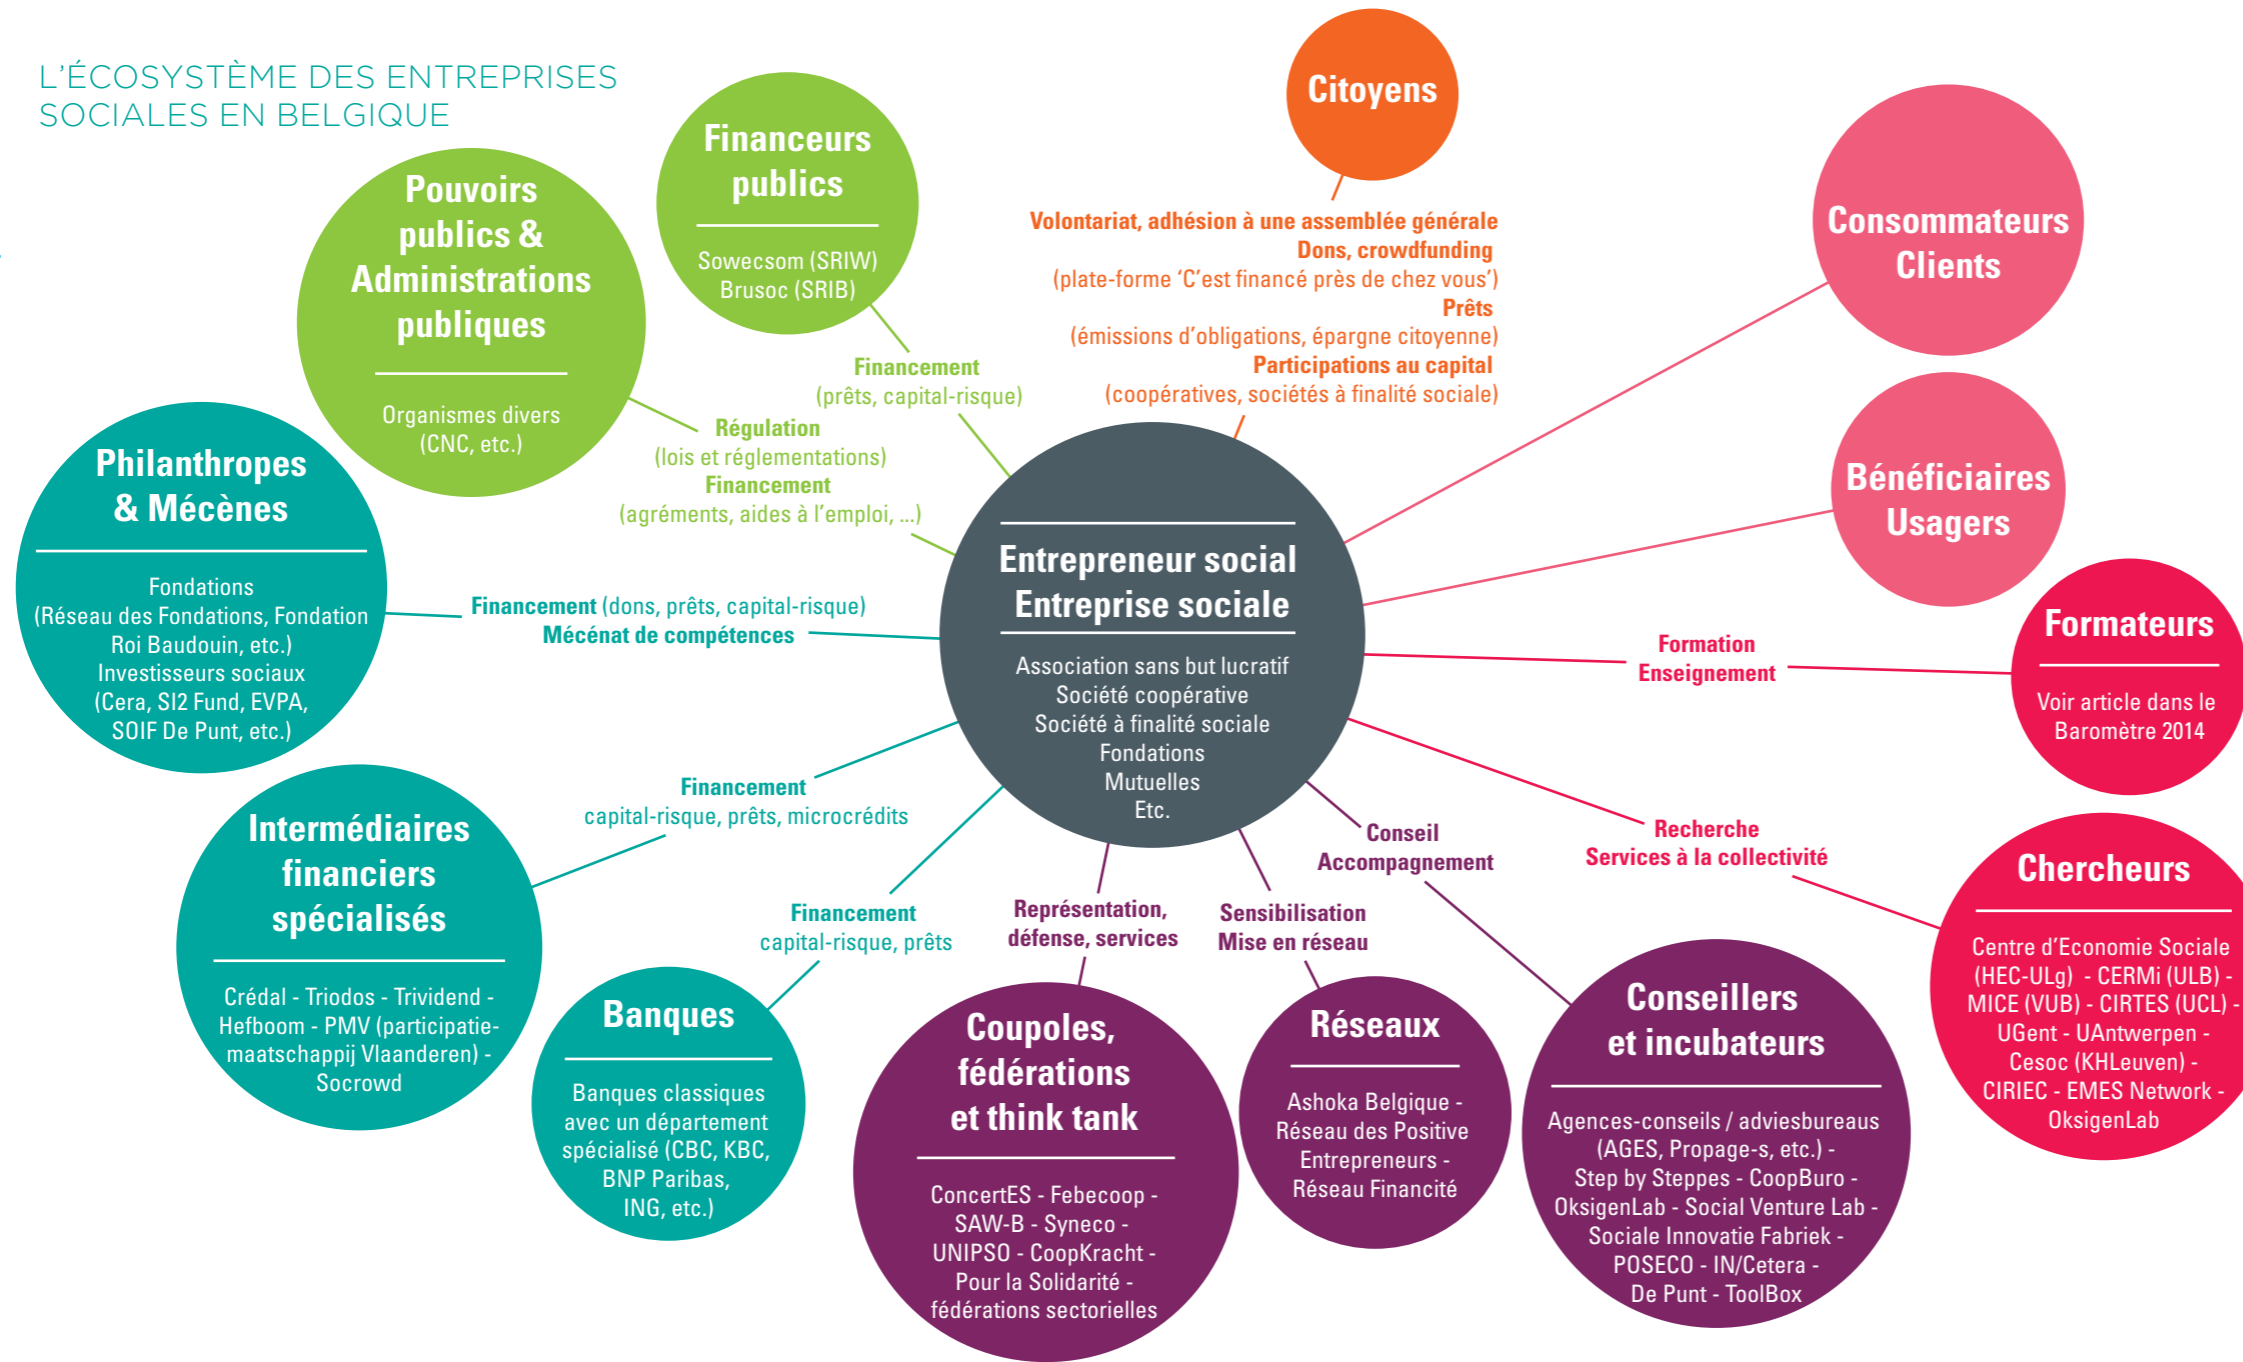 L'ÉCOSYSTÈME DES ENTREPRISES
SOCIALES EN BELGIQUE
Financeurs
publics
Sowecsom (SRIW)
Brusoc (SRIB)
Financement
(prêts, capital-risque)
Pouvoirs
publics &
Administrations
publiques
Organismes divers
(CNC, etc.)
Régulation
(lois et réglementations)
Financement
(agréments, aides à l'emploi, ...)
Citoyens
Volontariat, adhésion à une assemblée générale
Dons, crowdfunding
(plate-forme ‘C'est financé près de chez vous’)
Prêts
(émissions d'obligations, épargne citoyenne)
Participations au capital
(coopératives, sociétés à finalité sociale)
Consommateurs
Clients
Bénéficiaires
Usagers
Philanthropes
& Mécènes
Fondations
(Réseau des Fondations, Fondation
Roi Baudouin, etc.)
Investisseurs sociaux
(Cera, SI2 Fund, EVPA,
SOIF De Punt, etc.)
Financement (dons, prêts, capital-risque)
Mécénat de compétences
Entrepreneur social
Entreprise sociale
Association sans but lucratif
Société coopérative
Société à finalité sociale
Fondations
Mutuelles
Etc.
Formation
Enseignement
Formateurs
Voir article dans le
Baromètre 2014
Intermédiaires
financiers
spécialisés
Crédal - Triodos - Trividend -
Hefboom - PMV (participatie-
maatschappij Vlaanderen) -
Socrowd
Financement
capital-risque, prêts, microcrédits
Banques
Banques classiques
avec un département
spécialisé (CBC, KBC,
BNP Paribas,
ING, etc.)
Financement
capital-risque, prêts
Représentation,
défense, services
Coupoles,
fédérations
et think tank
ConcertES - Febecoop -
SAW-B - Syneco -
UNIPSO - CoopKracht -
Pour la Solidarité -
fédérations sectorielles
Sensibilisation
Mise en réseau
Réseaux
Ashoka Belgique -
Réseau des Positive
Entrepreneurs -
Réseau Financité
Conseil
Accompagnement
Conseillers
et incubateurs
Agences-conseils / adviesbureaus
(AGES, Propage-s, etc.) -
Step by Steppes - CoopBuro -
OksigenLab - Social Venture Lab -
Sociale Innovatie Fabriek -
POSECO - IN/Cetera -
De Punt - ToolBox
Recherche
Services à la collectivité
Chercheurs
Centre d'Economie Sociale
(HEC-ULg) - CERMi (ULB) -
MICE (VUB) - CIRTES (UCL) -
UGent - UAntwerpen -
Cesoc (KHLeuven) -
CIRIEC - EMES Network -
OksigenLab